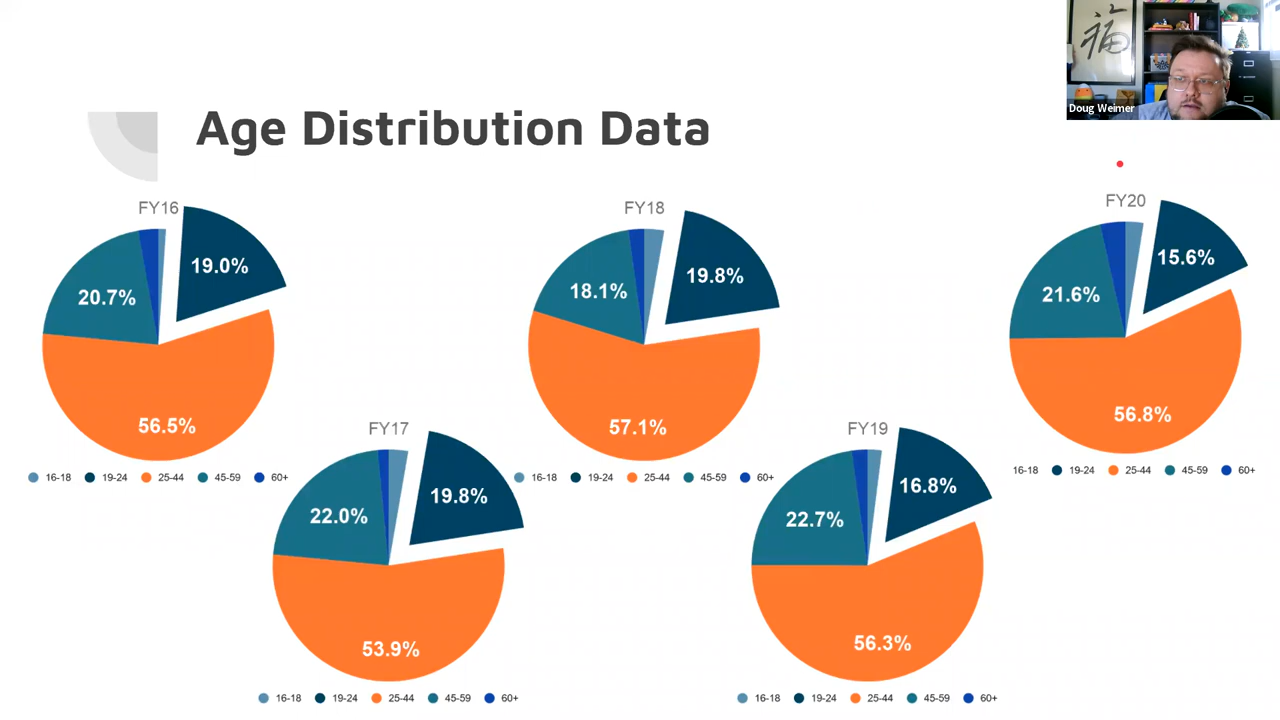 福
Doug Weimer
Age Distribution Data
FY16
19.0%
20.7%
56.5%
16-18 19-24 25-44 45-59 60+
FY17
19.8%
22.0%
53.9%
16-18 19-24 25-44 45-59 60+
FY18
19.8%
18.1%
57.1%
16-18 19-24 25-44 45-59 60+
FY19
16.8%
22.7%
56.3%
16-18 19-24 25-44 45-59 60+
FY20
15.6%
21.6%
56.8%
16-18 19-24 25-44 45-59 60+